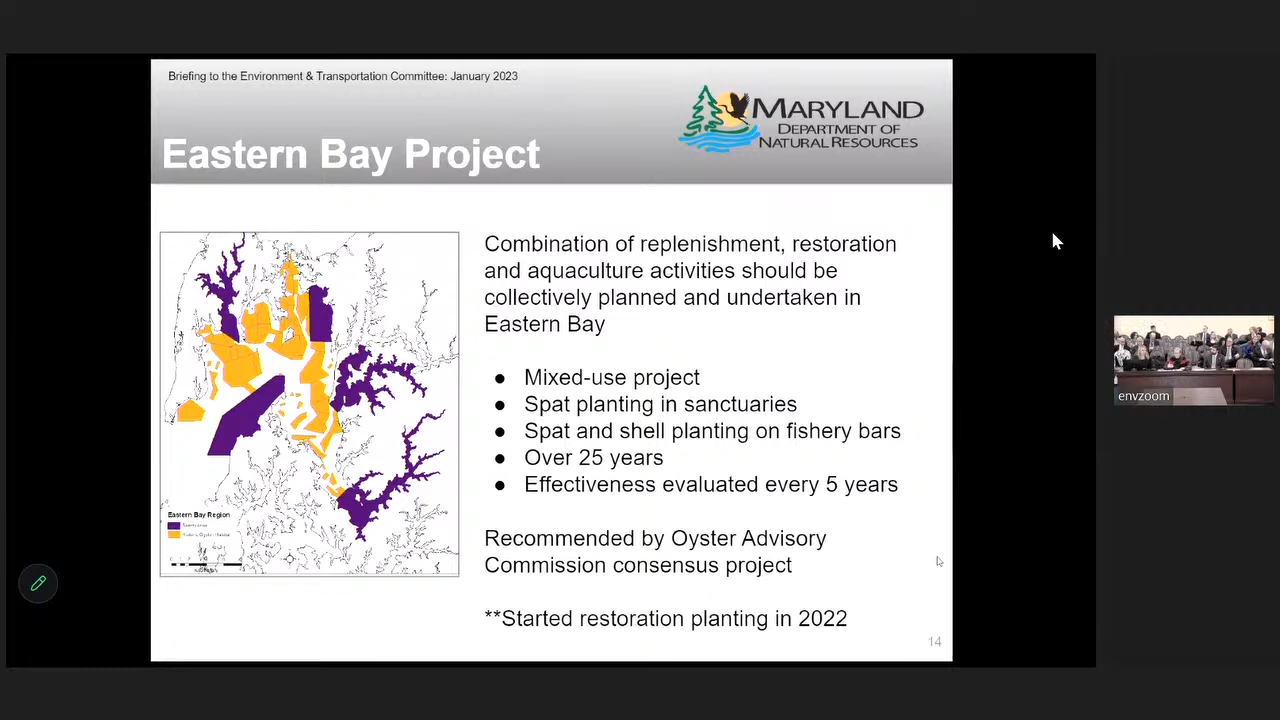 Briefing to the Environment & Transportation Committee: January 2023
MARYLAND
DEPARTMENT OF
NATURAL RESOURCES
Eastern Bay Project
Combination of replenishment, restoration
and aquaculture activities should be
collectively planned and undertaken in
Eastern Bay
● Mixed-use project
● Spat planting in sanctuaries
● Spat and shell planting on fishery bars
● Over 25 years
● Effectiveness evaluated every 5 years
Recommended by Oyster Advisory
Commission consensus project
**Started restoration planting in 2022
14
Eastern Bay Region
envzoom